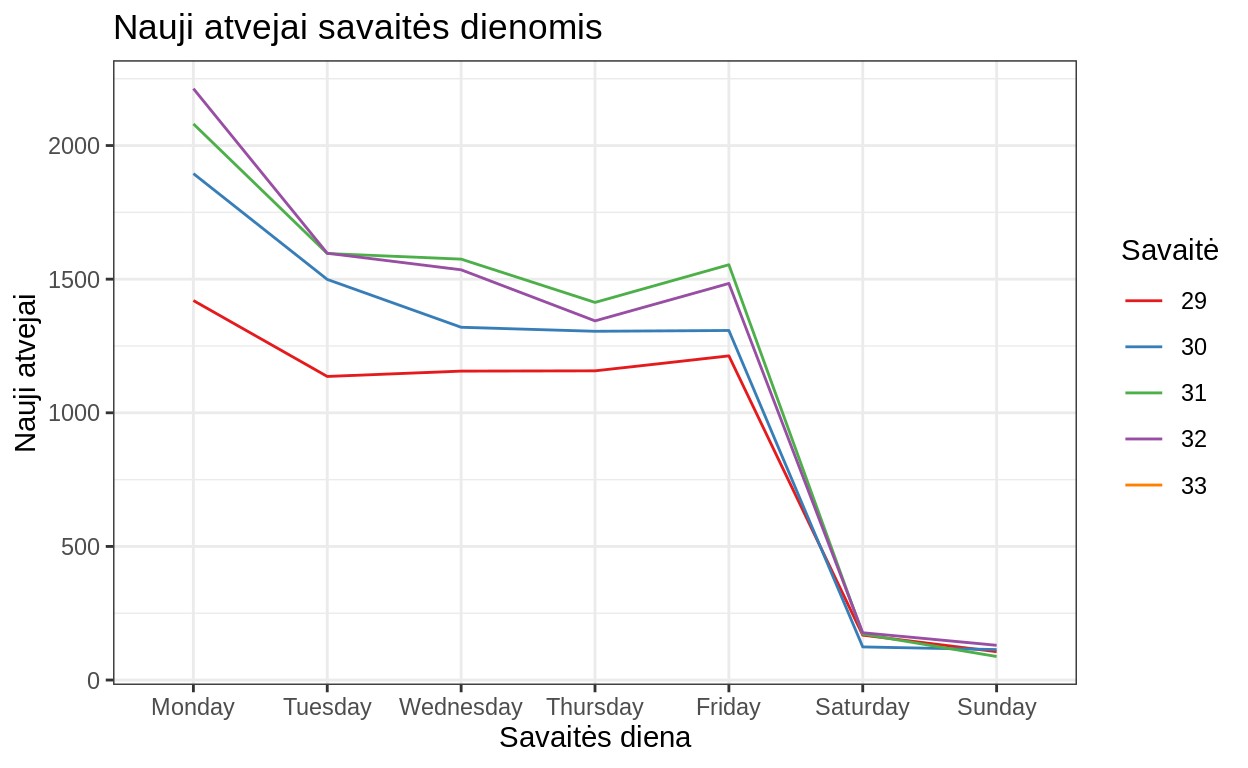 Nauji atvejai savaitės dienomis
Nauji atvejai
2000
1500
1000
500
0
Monday Tuesday Wednesday Thursday Friday Saturday Sunday
Savaitės diena
Savaitė
29
30
31
32
33